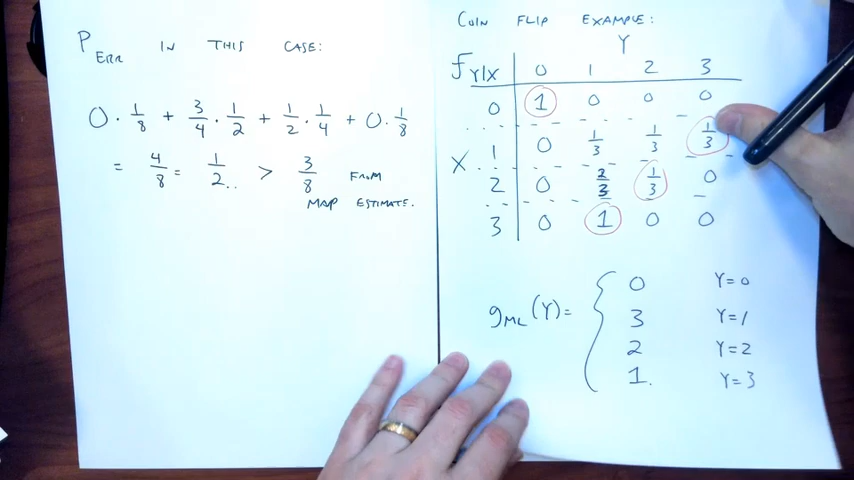 P_ERR IN THIS CASE:
0 · 1/8 + 3/4 · 1/2 + 1/2 · 1/4 + 0 · 1/8
= 4/8 = 1/2 .. > 3/8 FROM
MAP ESTIMATE.
COIN FLIP EXAMPLE:
Y
f_Y|X 0 1 2 3
0 1 0 0 0
1 0 1/3 1/3 1/3
X
2 0 2/3 1/3 0
3 0 1 0 0
g_ML(Y) = { 0 Y=0
3 Y=1
2 Y=2
1. Y=3